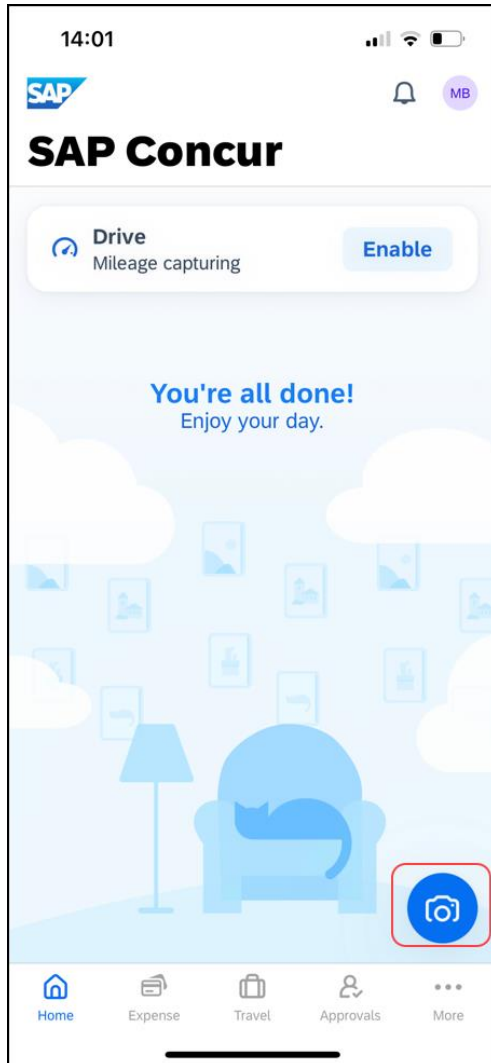 14:01
SAP
MB
SAP Concur
Drive
Mileage capturing
Enable
You're all done!
Enjoy your day.
Home
Expense
Travel
Approvals
More